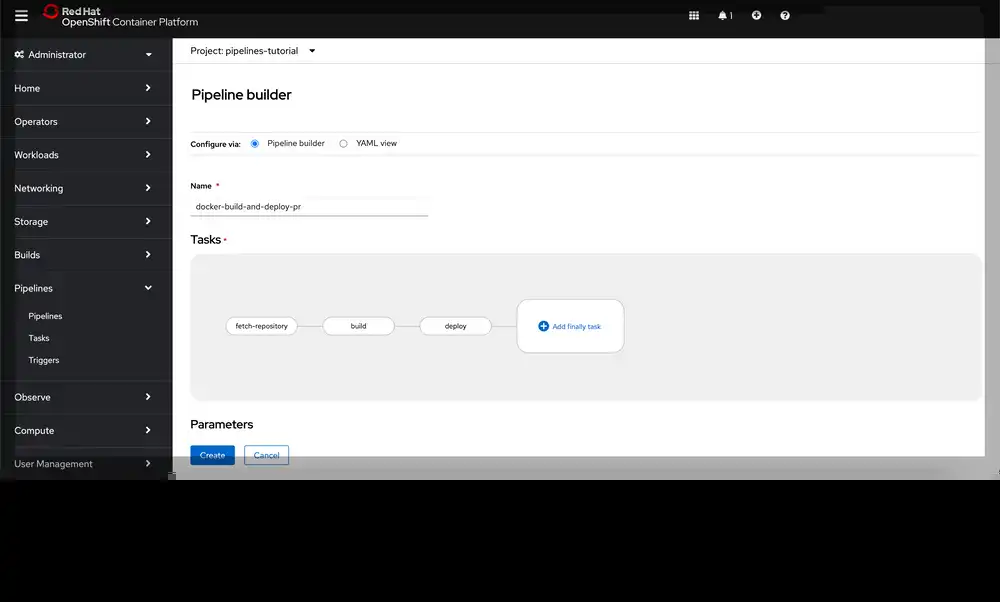 Red Hat
OpenShift Container Platform
1
Administrator
Home
Operators
Workloads
Networking
Storage
Builds
Pipelines
Pipelines
Tasks
Triggers
Observe
Compute
User Management
Project: pipelines-tutorial
Pipeline builder
Configure via: Pipeline builder YAML view
Name *
docker-build-and-deploy-pr
Tasks *
fetch-repository build deploy Add finally task
Parameters
Create Cancel